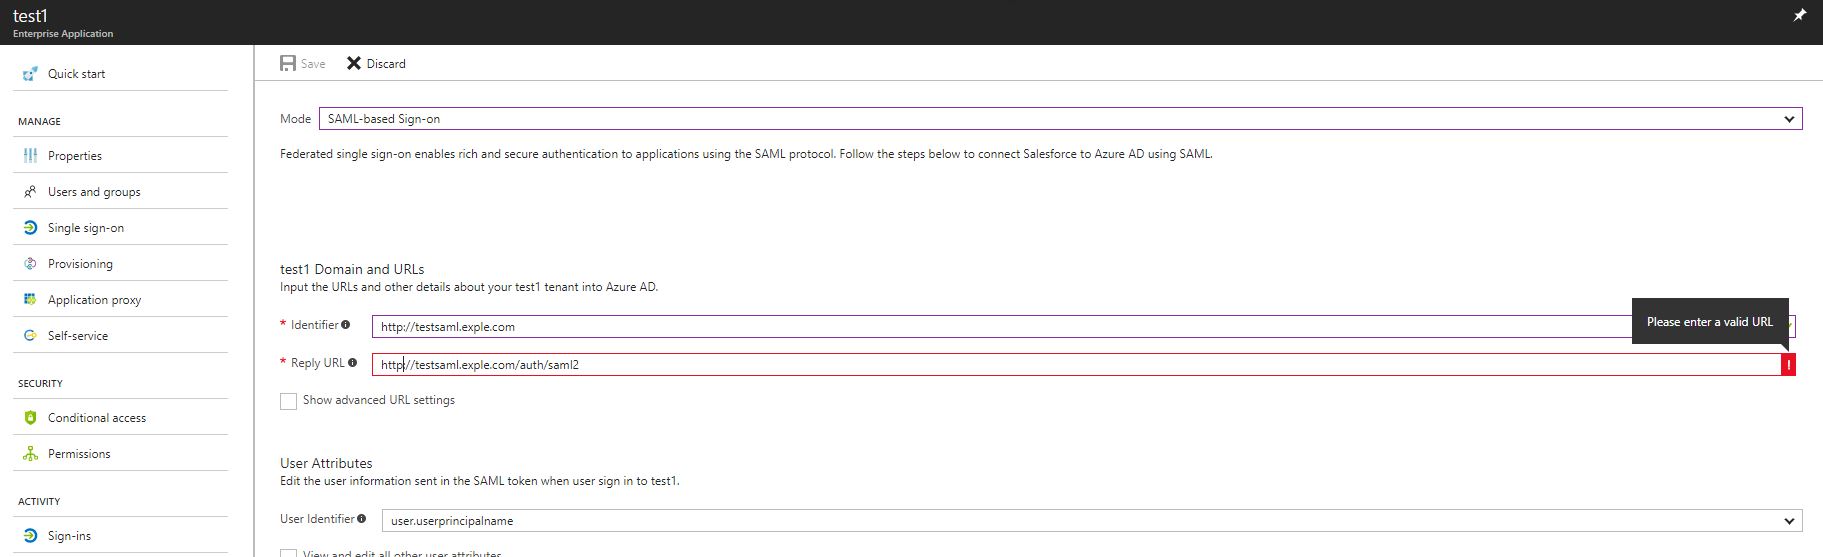 test1
Enterprise Application
Quick start
MANAGE
Properties
Users and groups
Single sign-on
Provisioning
Application proxy
Self-service
SECURITY
Conditional access
Permissions
ACTIVITY
Sign-ins
Save Discard
Mode SAML-based Sign-on
Federated single sign-on enables rich and secure authentication to applications using the SAML protocol. Follow the steps below to connect Salesforce to Azure AD using SAML.
test1 Domain and URLs
Input the URLs and other details about your test1 tenant into Azure AD.
* Identifier http://testsaml.exple.com
Please enter a valid URL
* Reply URL http://testsaml.exple.com/auth/saml2 !
Show advanced URL settings
User Attributes
Edit the user information sent in the SAML token when user sign in to test1.
User Identifier user.userprincipalname
View and edit all other user attributes